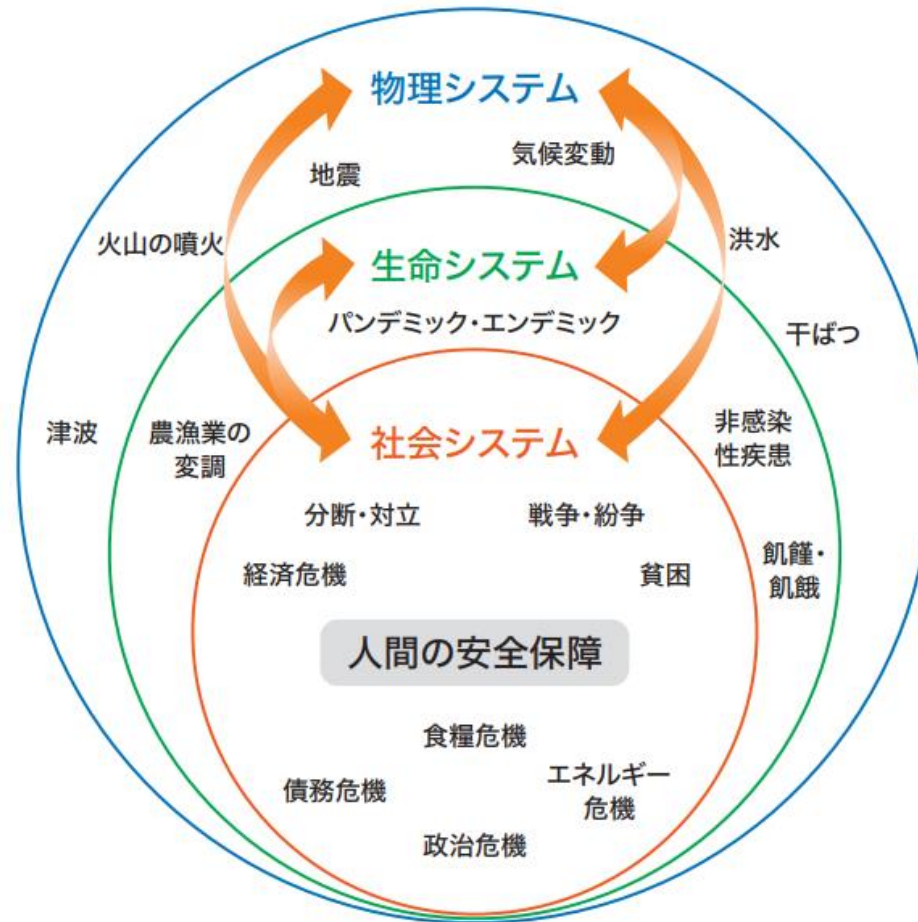 物理システム
気候変動
地震
火山の噴火
洪水
生命システム
パンデミック・エンデミック
干ばつ
津波
農漁業の
変調
社会システム
非感染
性疾患
分断・対立
戦争・紛争
経済危機
貧困
飢饉・
飢餓
人間の安全保障
食糧危機
債務危機
エネルギー
危機
政治危機